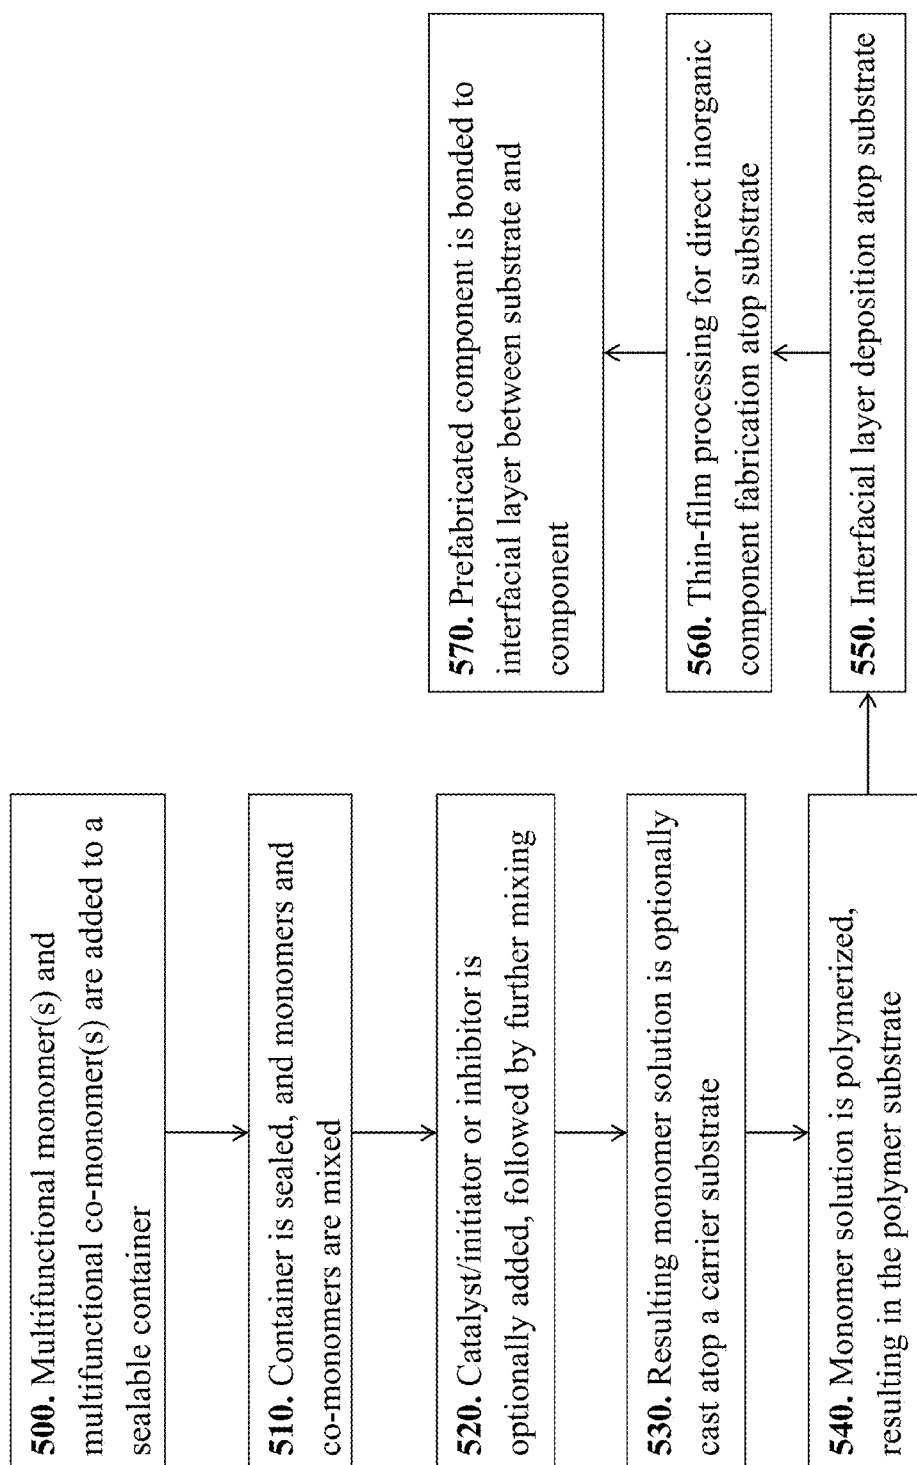 500. Multifunctional monomer(s) and
multifunctional co-monomer(s) are added to a
sealable container
510. Container is sealed, and monomers and
co-monomers are mixed
520. Catalyst/initiator or inhibitor is
optionally added, followed by further mixing
530. Resulting monomer solution is optionally
cast atop a carrier substrate
540. Monomer solution is polymerized,
resulting in the polymer substrate
550. Interfacial layer deposition atop substrate
560. Thin-film processing for direct inorganic
component fabrication atop substrate
570. Prefabricated component is bonded to
interfacial layer between substrate and
component